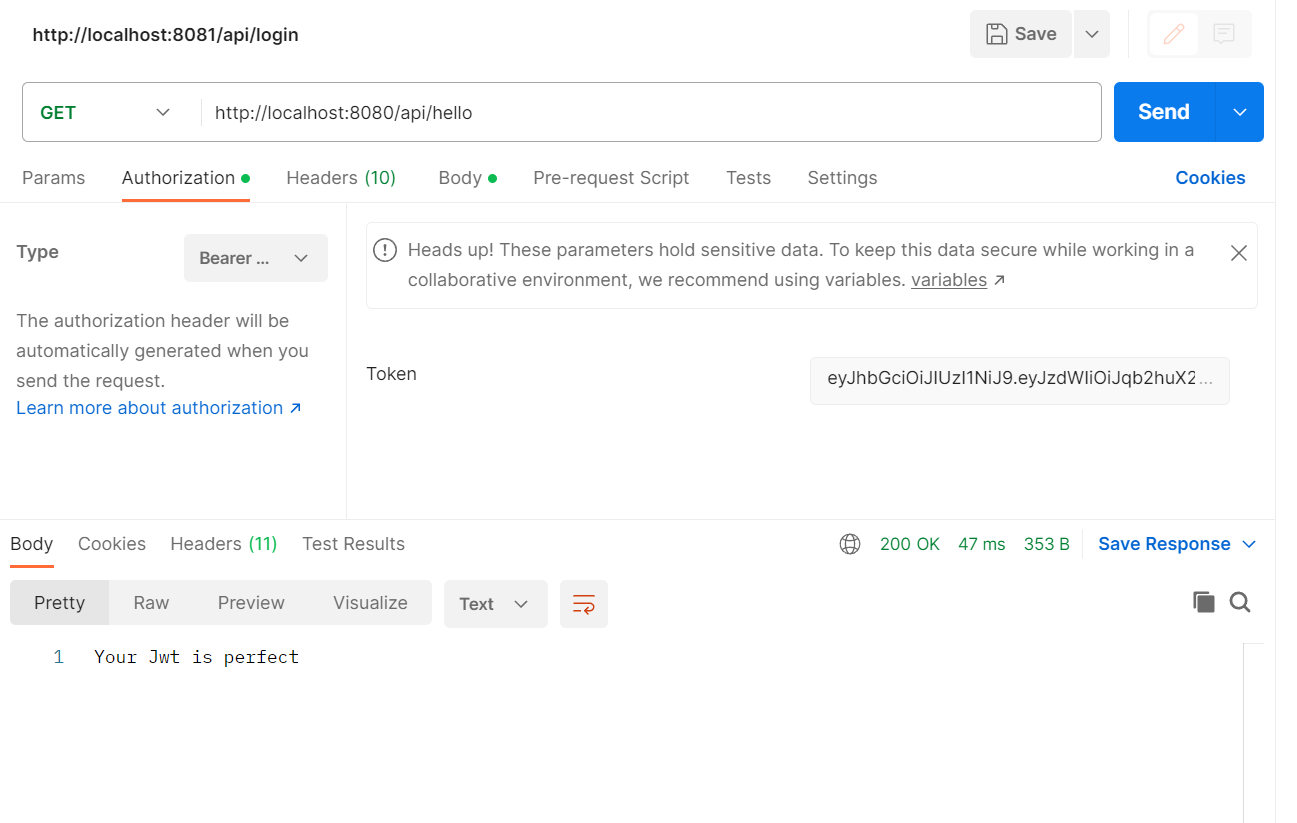 http://localhost:8081/api/login
Save
GET
http://localhost:8080/api/hello
Send
Params
Authorization
Headers (10)
Body
Pre-request Script
Tests
Settings
Cookies
Type
Bearer ...
The authorization header will be
automatically generated when you
send the request.
Learn more about authorization ↗
Heads up! These parameters hold sensitive data. To keep this data secure while working in a
collaborative environment, we recommend using variables. variables ↗
Token
eyJhbGciOiJIUzI1NiJ9.eyJzdWIiOiJqb2huX2...
Body
Cookies
Headers (11)
Test Results
200 OK
47 ms
353 B
Save Response
Pretty
Raw
Preview
Visualize
Text
1
Your Jwt is perfect